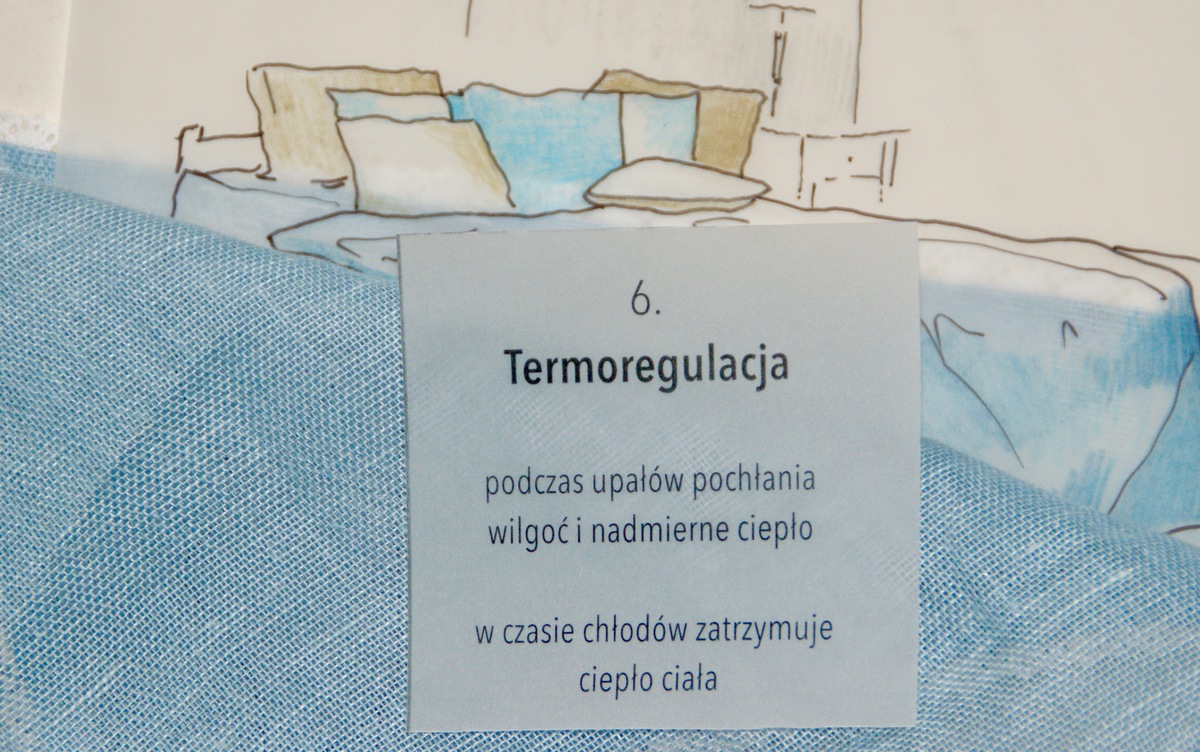 6.
Termoregulacja
podczas upałów pochłania
wilgoć i nadmierne ciepło
w czasie chłodów zatrzymuje
ciepło ciała